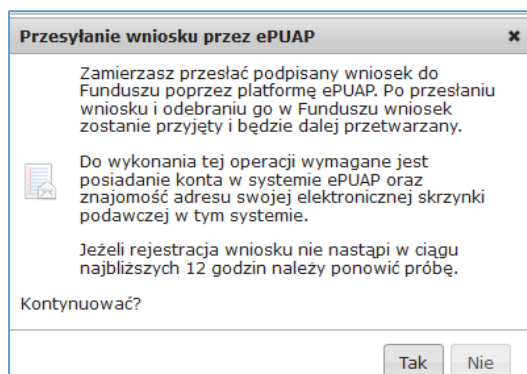 Przesyłanie wniosku przez ePUAP
Zamierzasz przesłać podpisany wniosek do
Funduszu poprzez platformę ePUAP. Po przesłaniu
wniosku i odebraniu go w Funduszu wniosek
zostanie przyjęty i będzie dalej przetwarzany.
Do wykonania tej operacji wymagane jest
posiadanie konta w systemie ePUAP oraz
znajomość adresu swojej elektronicznej skrzynki
podawczej w tym systemie.
Jeżeli rejestracja wniosku nie nastąpi w ciągu
najbliższych 12 godzin należy ponowić próbę.
Kontynuować?
Tak Nie